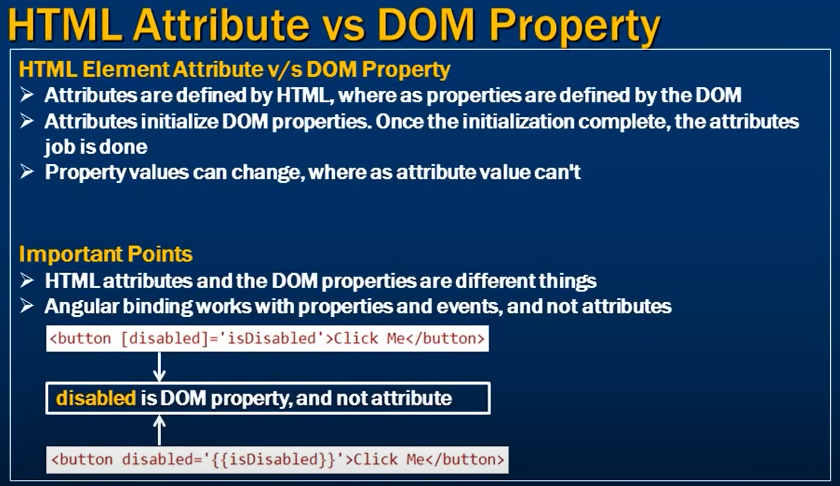 HTML Attribute vs DOM Property
HTML Element Attribute v/s DOM Property
➢ Attributes are defined by HTML, where as properties are defined by the DOM
➢ Attributes initialize DOM properties. Once the initialization complete, the attributes
job is done
➢ Property values can change, where as attribute value can't
Important Points
➢ HTML attributes and the DOM properties are different things
➢ Angular binding works with properties and events, and not attributes
<button [disabled]='isDisabled'>Click Me</button>
disabled is DOM property, and not attribute
<button disabled='{{isDisabled}}'>Click Me</button>